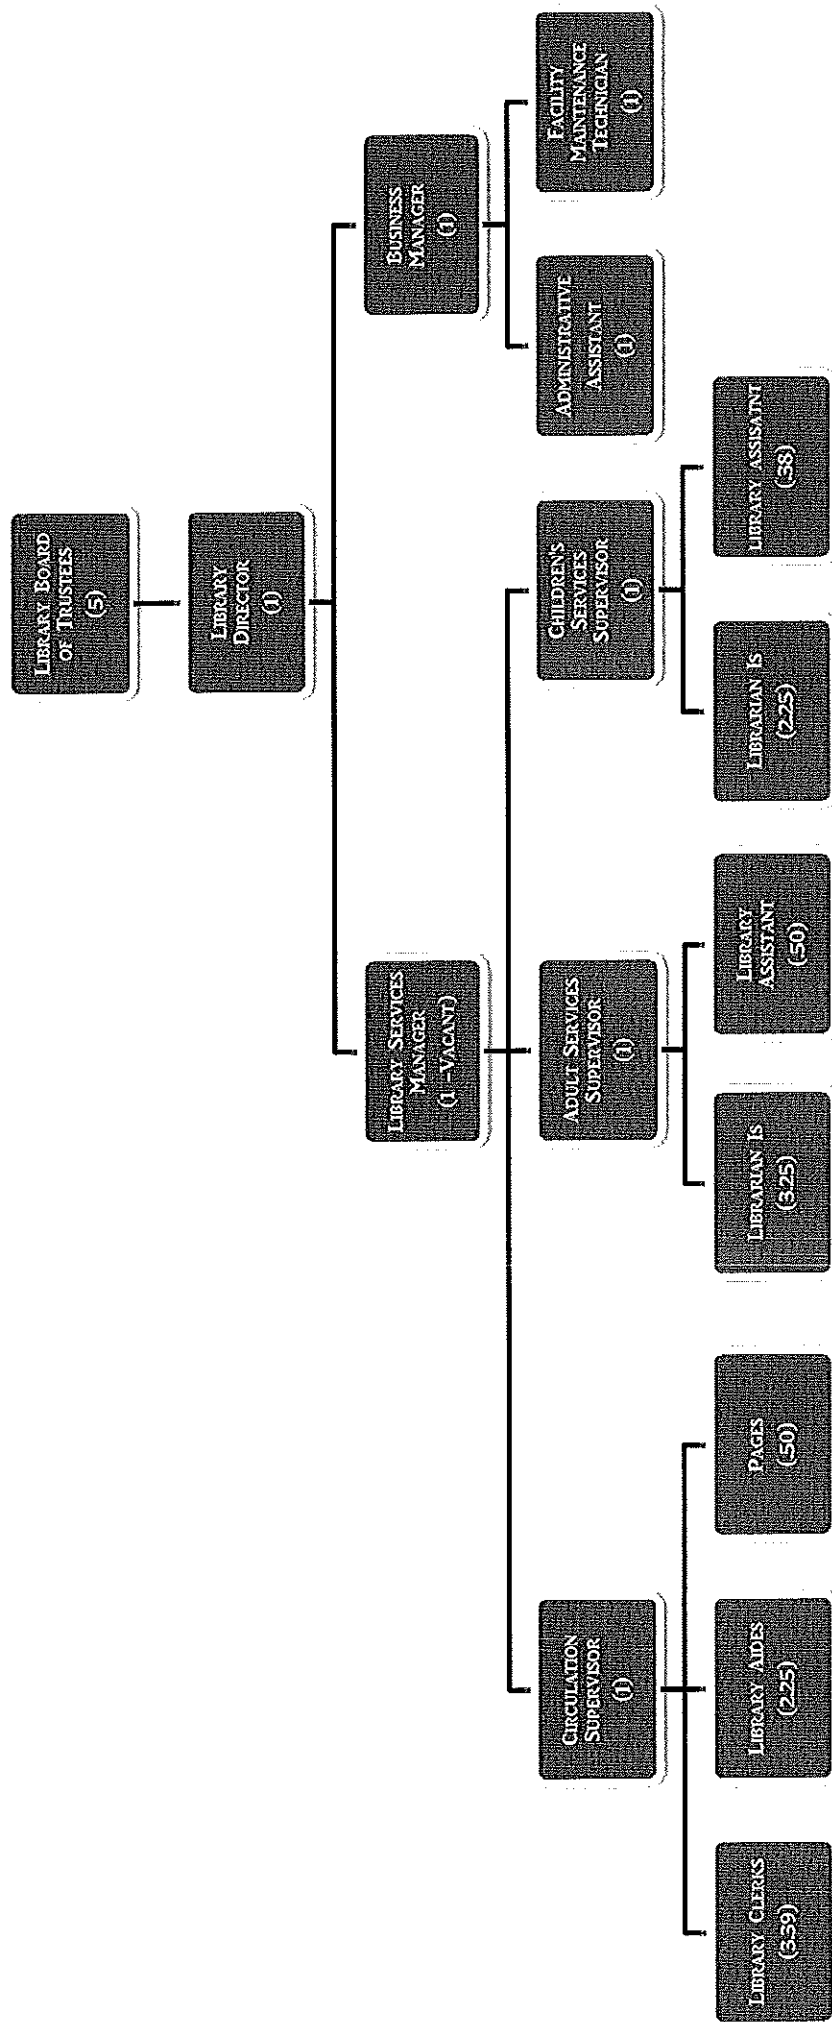 LIBRARY BOARD
OF TRUSTEES
(5)
LIBRARY
DIRECTOR
(1)
LIBRARY SERVICES
MANAGER
(1 -VACANT)
BUSINESS
MANAGER
(1)
CIRCULATION
SUPERVISOR
(1)
ADULT SERVICES
SUPERVISOR
(1)
CHILDREN'S
SERVICES
SUPERVISOR
(1)
ADMINISTRATIVE
ASSISTANT
(1)
FACILITY
MAINTENANCE
TECHNICIAN
(1)
LIBRARY CLERKS
(3.39)
LIBRARY AIDES
(2.25)
PAGES
(.50)
LIBRARIAN IS
(3.25)
LIBRARY
ASSISTANT
(.50)
LIBRARIAN IS
(2.25)
LIBRARY ASSISATNT
(.38)